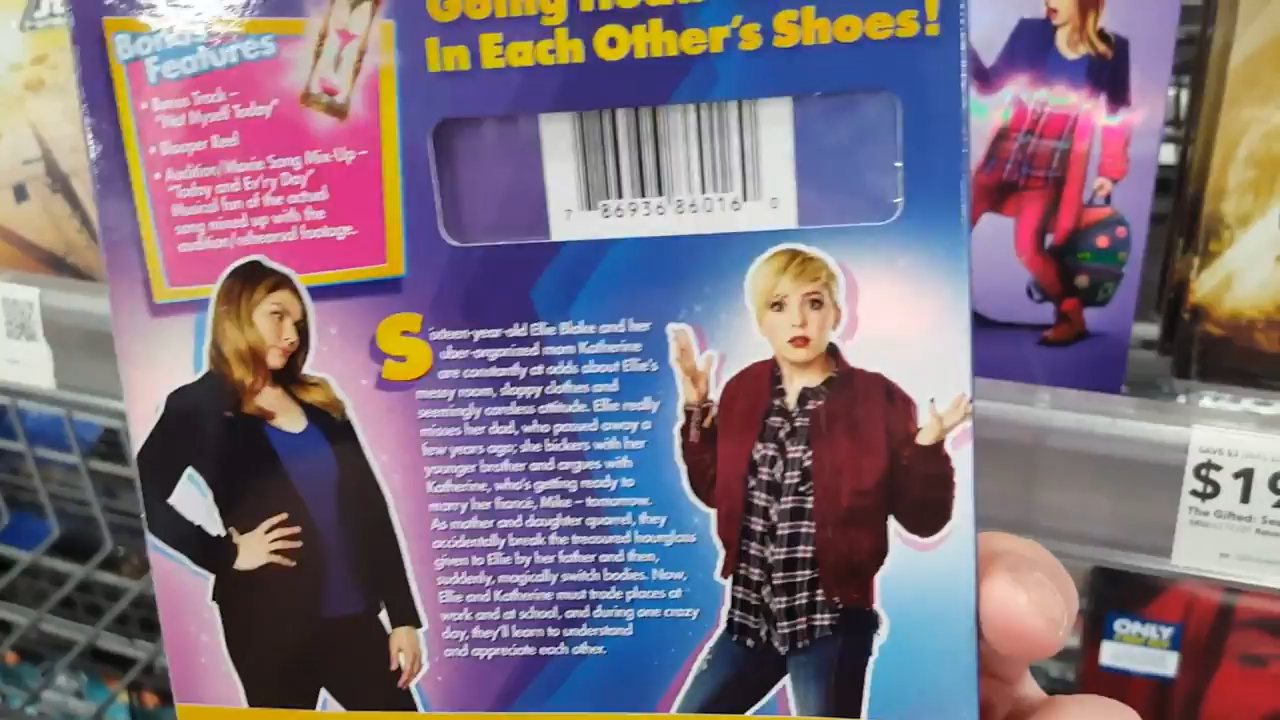 Going
In Each Other's Shoes!
Bonus
Features
• Bonus Track –
"Not Myself Today"
• Blooper Reel
• Audition/Movie Song Mix-Up –
"Today and Ev'ry Day"
Musical fun of the actual
song mixed up with the
audition/rehearsal footage.
7 86936 86016 0
Sixteen-year-old Ellie Blake and her
uber-organized mom Katherine
are constantly at odds about Ellie's
messy room, sloppy clothes and
seemingly careless attitude. Ellie really
misses her dad, who passed away a
few years ago; she bickers with her
younger brother and argues with
Katherine, who's getting ready to
marry her fiancé, Mike – tomorrow.
As mother and daughter quarrel, they
accidentally break the treasured hourglass
given to Ellie by her father and then,
suddenly, magically switch bodies. Now,
Ellie and Katherine must trade places at
work and at school, and during one crazy
day, they'll learn to understand
and appreciate each other.
$19
The Gifted:
ONLY